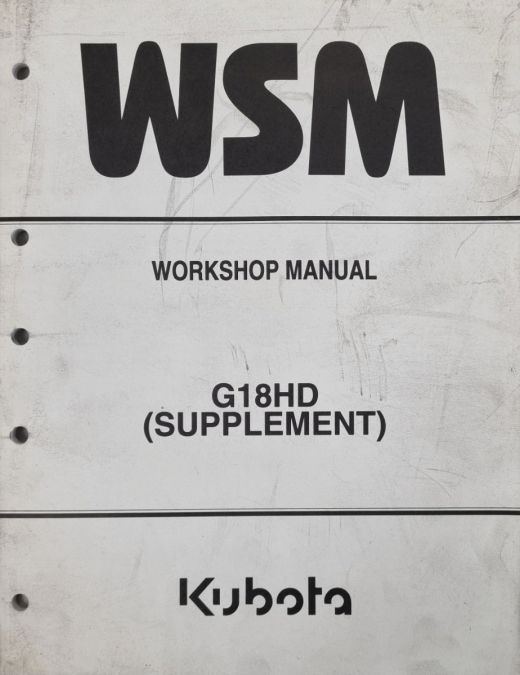 WSM
WORKSHOP MANUAL
G18HD
(SUPPLEMENT)
Kubota